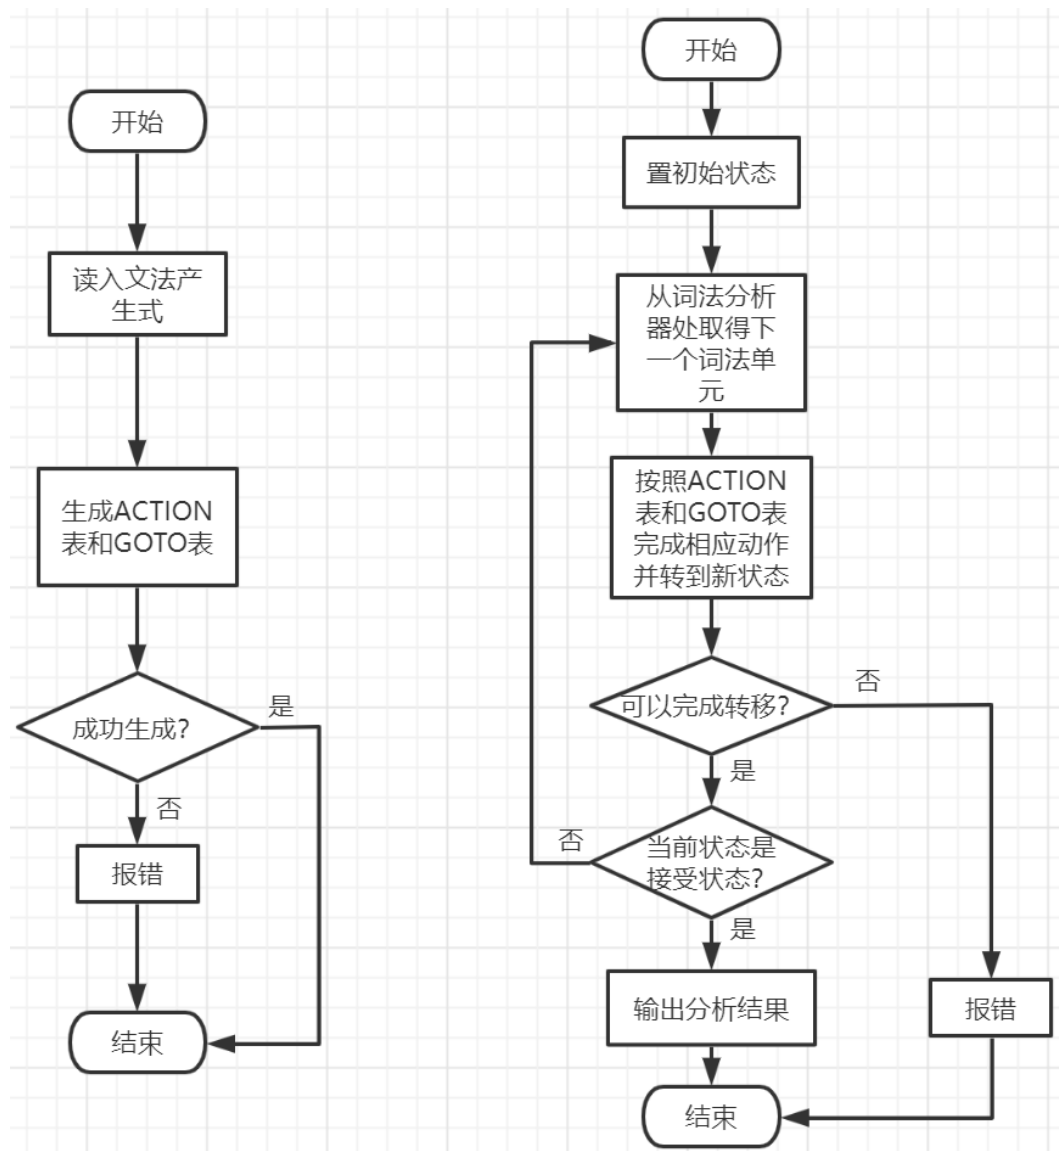 开始
读入文法产
生式
生成ACTION
表和GOTO表
成功生成?
是
否
报错
结束
开始
置初始状态
从词法分析
器处取得下
一个词法单
元
按照ACTION
表和GOTO表
完成相应动作
并转到新状态
可以完成转移?
否
是
当前状态是
接受状态?
否
是
输出分析结果
报错
结束